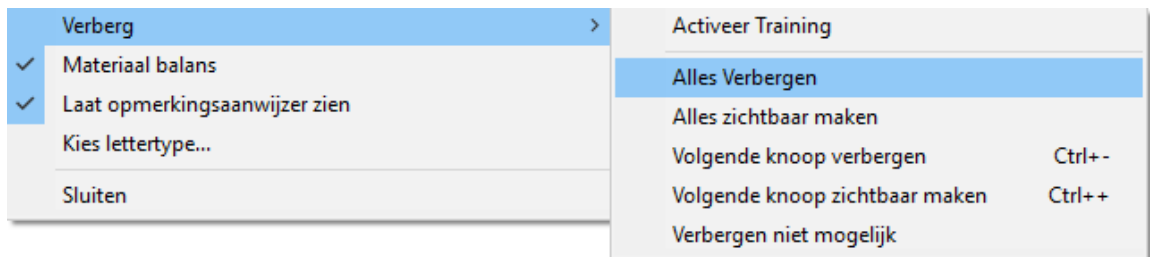 Verberg >
Materiaal balans
Laat opmerkingsaanwijzer zien
Kies lettertype...
Sluiten
Activeer Training
Alles Verbergen
Alles zichtbaar maken
Volgende knoop verbergen Ctrl+-
Volgende knoop zichtbaar maken Ctrl++
Verbergen niet mogelijk